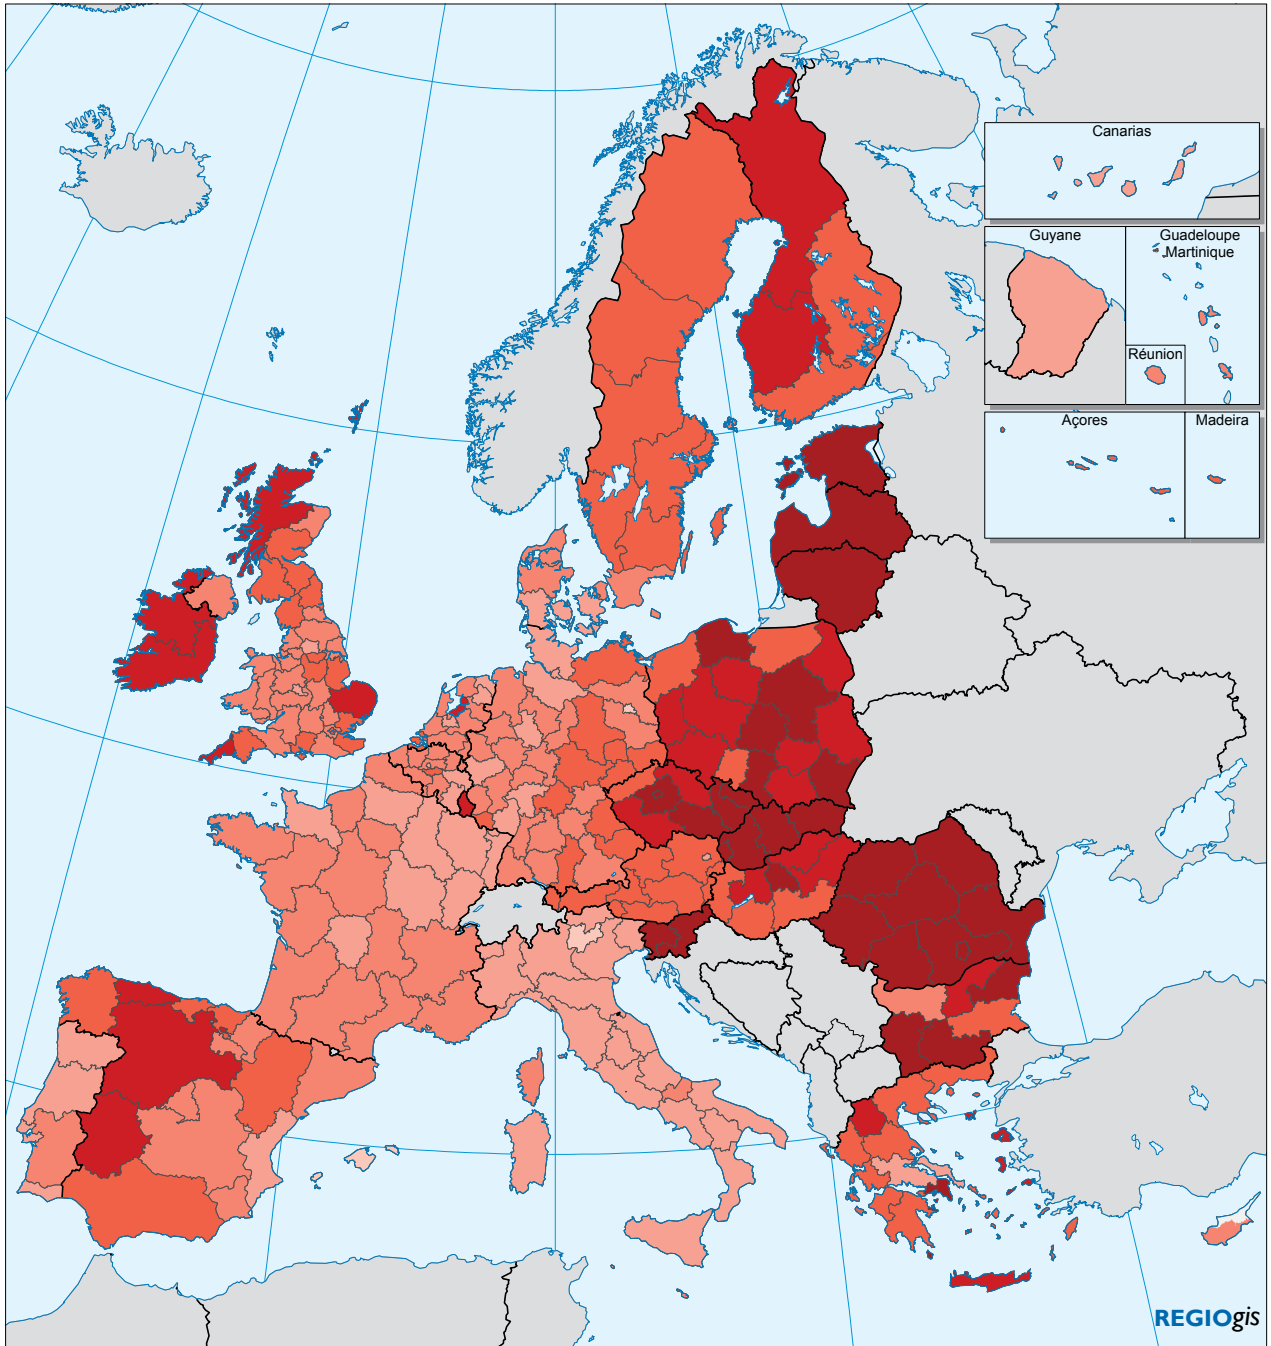 Canarias
Guyane
Guadeloupe
Martinique
Réunion
Açores
Madeira
REGIOgis